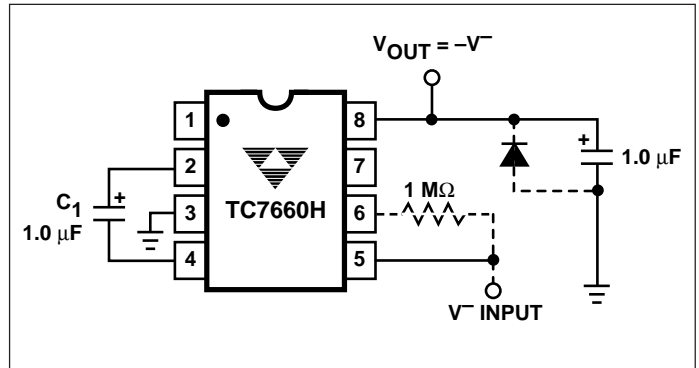 VOUT = –V–
1
8
2
7
3
6
4
5
TC7660H
C1
+
1.0 µF
1 MΩ
+
1.0 µF
V– INPUT